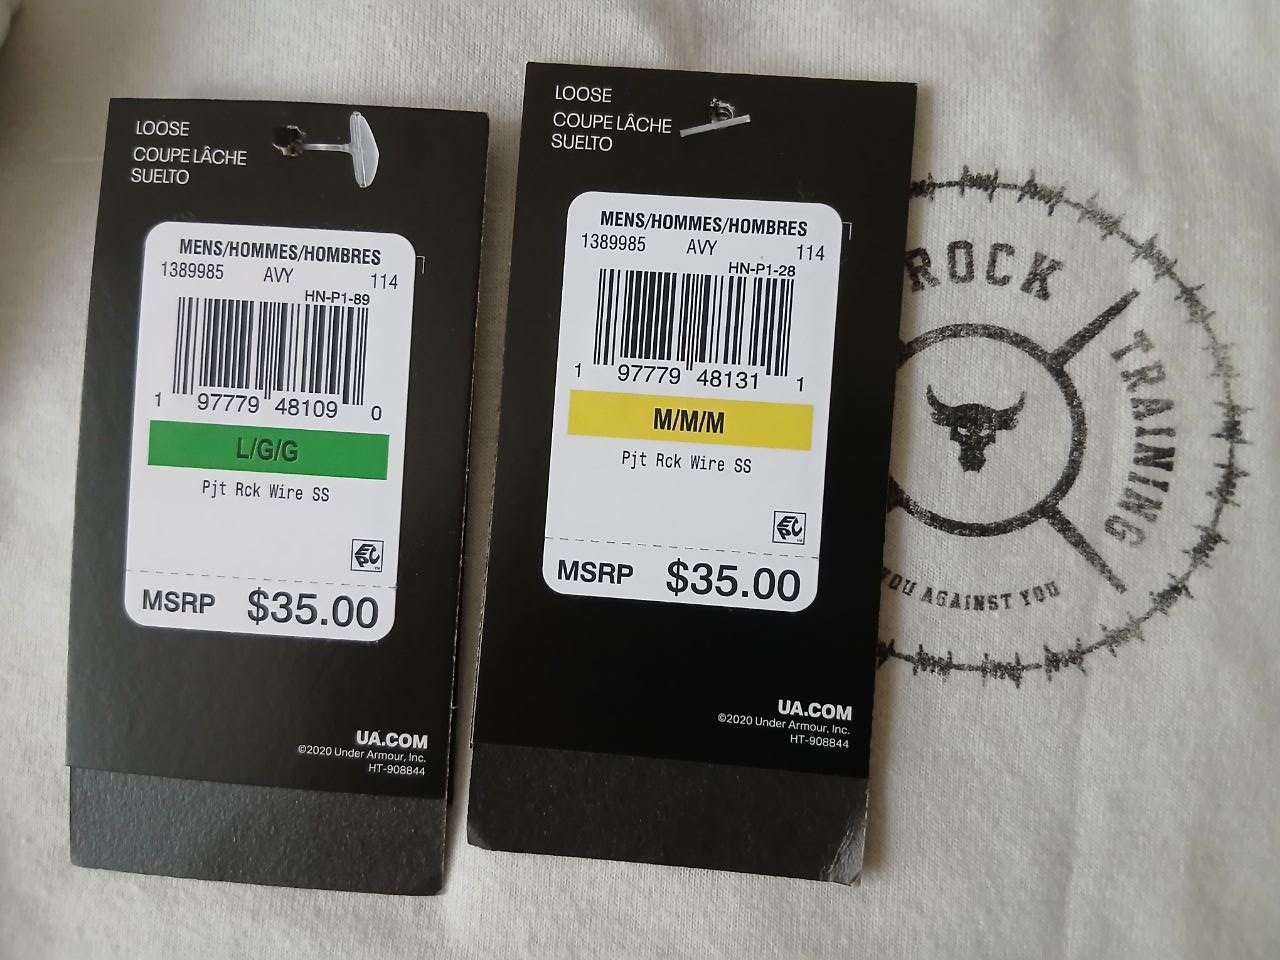 LOOSE
COUPE LÂCHE
SUELTO
MENS/HOMMES/HOMBRES
1389985 AVY 114
HN-P1-89
1 97779 48109 0
L/G/G
Pjt Rck Wire SS
EPC
MSRP $35.00
UA.COM
©2020 Under Armour, Inc.
HT-908844
LOOSE
COUPE LÂCHE
SUELTO
MENS/HOMMES/HOMBRES
1389985 AVY 114
HN-P1-28
1 97779 48131 1
M/M/M
Pjt Rck Wire SS
EPC
MSRP $35.00
UA.COM
©2020 Under Armour, Inc.
HT-908844
ROCK
TRAINING
YOU AGAINST YOU